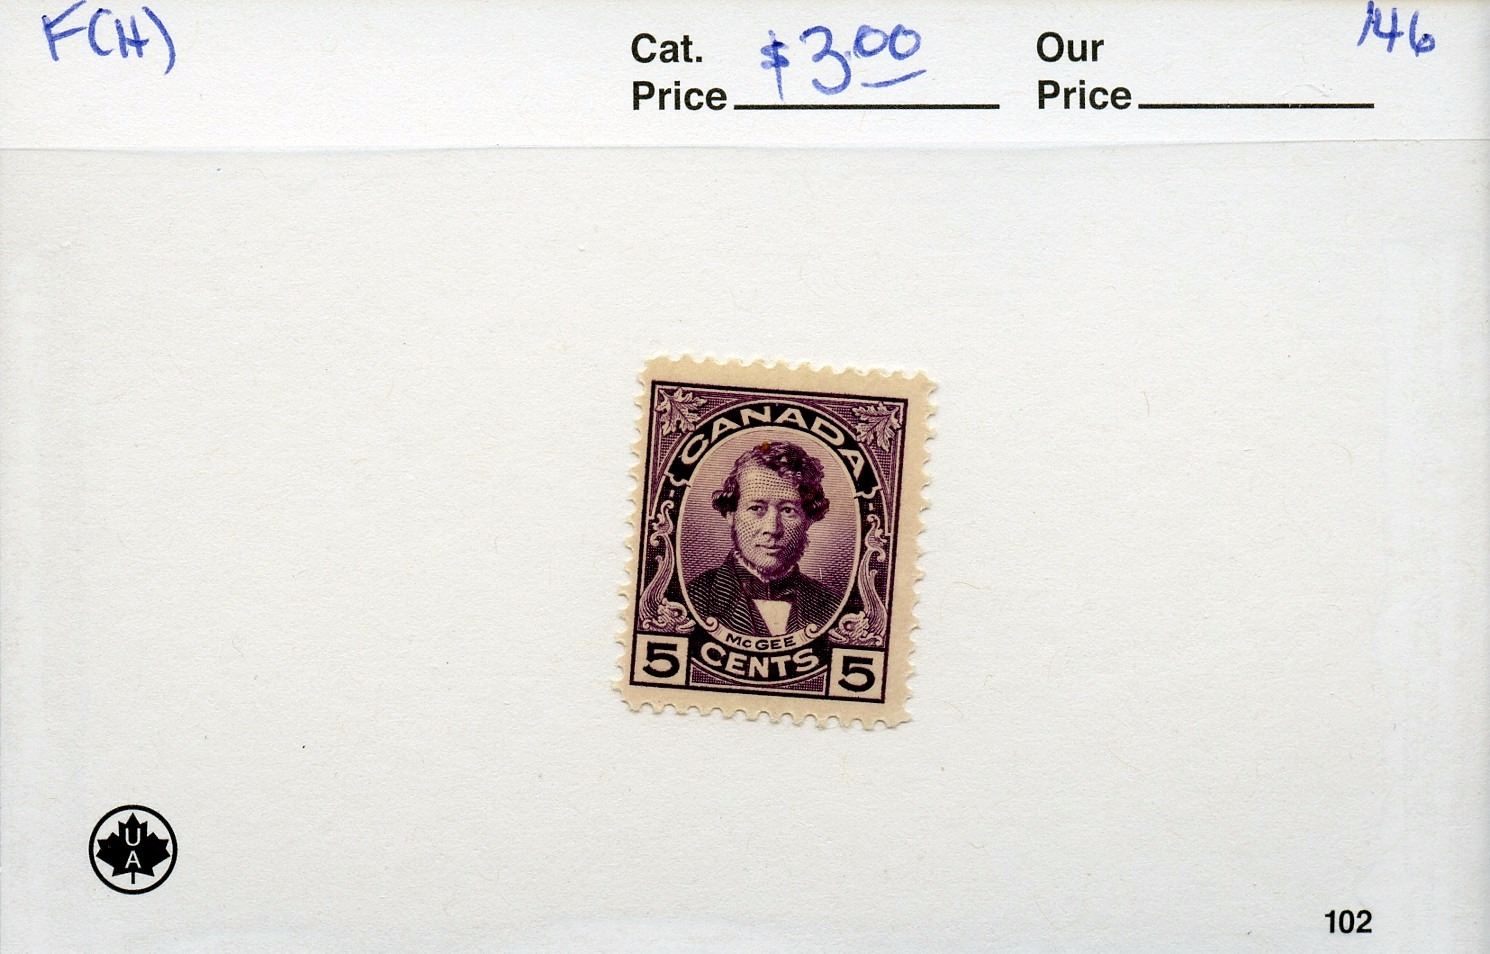 F(H)
Cat. Price $3.00
Our Price
146
CANADA
McGEE
5 CENTS 5
U
A
102